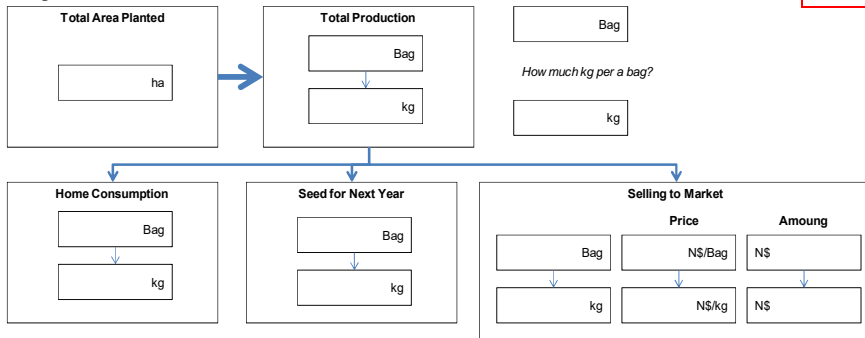 Total Area Planted
ha
Total Production
Bag
kg
Bag
How much kg per a bag?
kg
Home Consumption
Bag
kg
Seed for Next Year
Bag
kg
Selling to Market
Price
Amoung
Bag
N$/Bag
N$
kg
N$/kg
N$